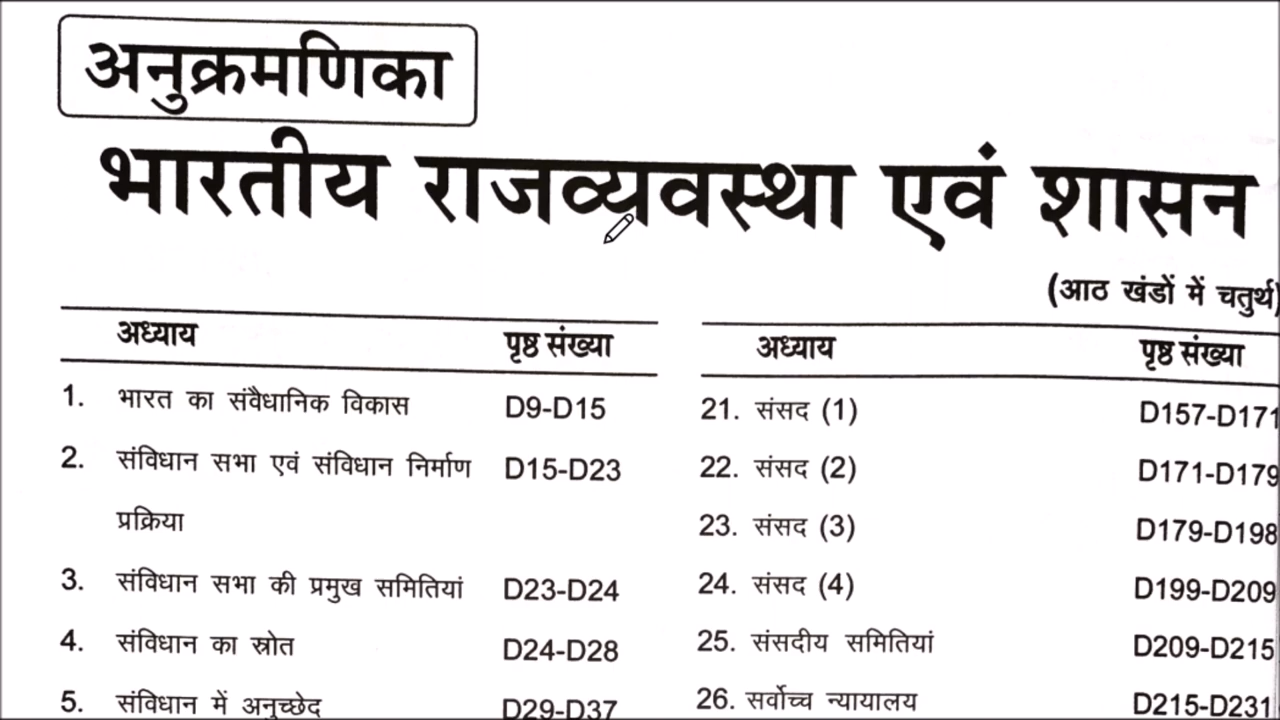 अनुक्रमणिका
भारतीय राजव्यवस्था एवं शासन
(आठ खंडों में चतुर्थ)
अध्याय पृष्ठ संख्या
1. भारत का संवैधानिक विकास D9-D15
2. संविधान सभा एवं संविधान निर्माण D15-D23
प्रक्रिया
3. संविधान सभा की प्रमुख समितियां D23-D24
4. संविधान का स्रोत D24-D28
5. संविधान में अनुच्छेद D29-D37
अध्याय पृष्ठ संख्या
21. संसद (1) D157-D171
22. संसद (2) D171-D179
23. संसद (3) D179-D198
24. संसद (4) D199-D209
25. संसदीय समितियां D209-D215
26. सर्वोच्च न्यायालय D215-D231